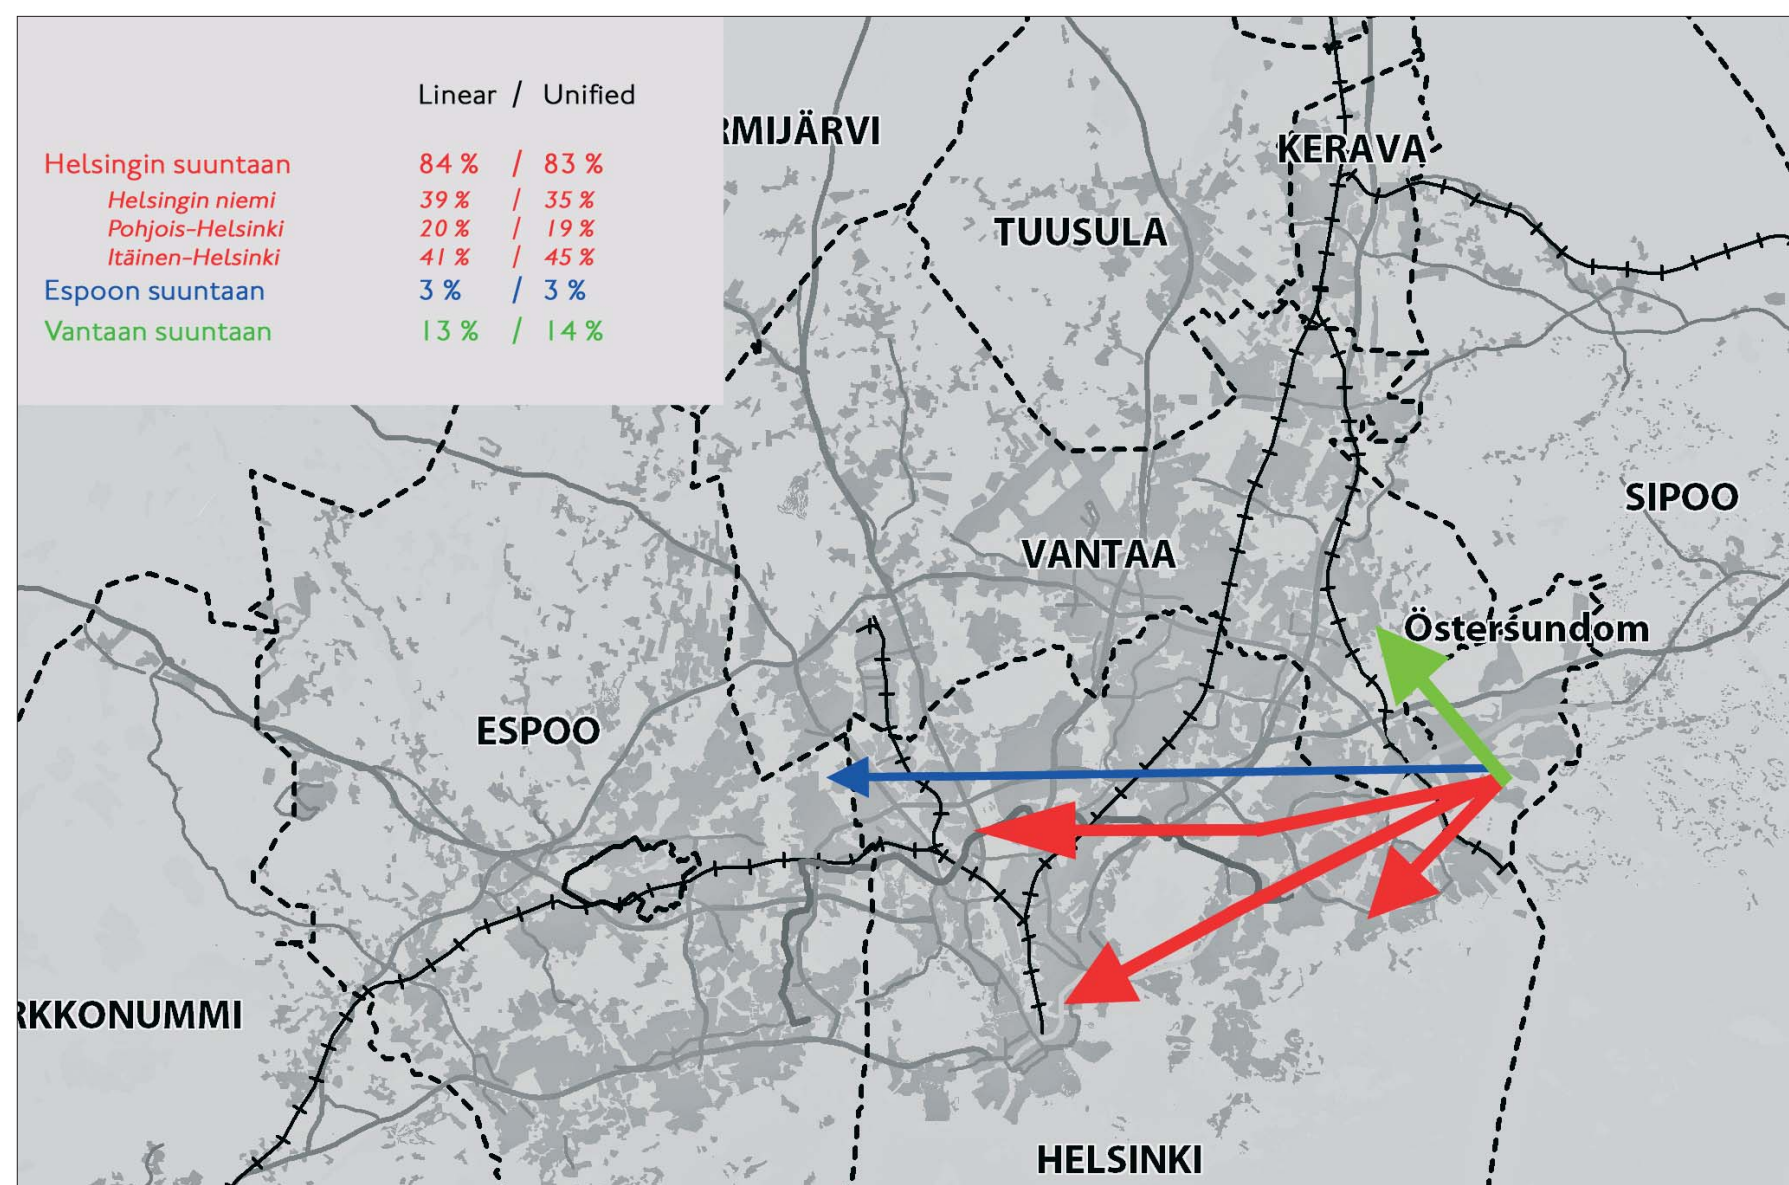 Linear / Unified
Helsingin suuntaan 84 % / 83 %
Helsingin niemi 39 % / 35 %
Pohjois-Helsinki 20 % / 19 %
Itäinen-Helsinki 41 % / 45 %
Espoon suuntaan 3 % / 3 %
Vantaan suuntaan 13 % / 14 %
RMIJÄRVI
KERAVA
TUUSULA
SIPOO
VANTAA
Östersundom
ESPOO
RKKONUMMI
HELSINKI